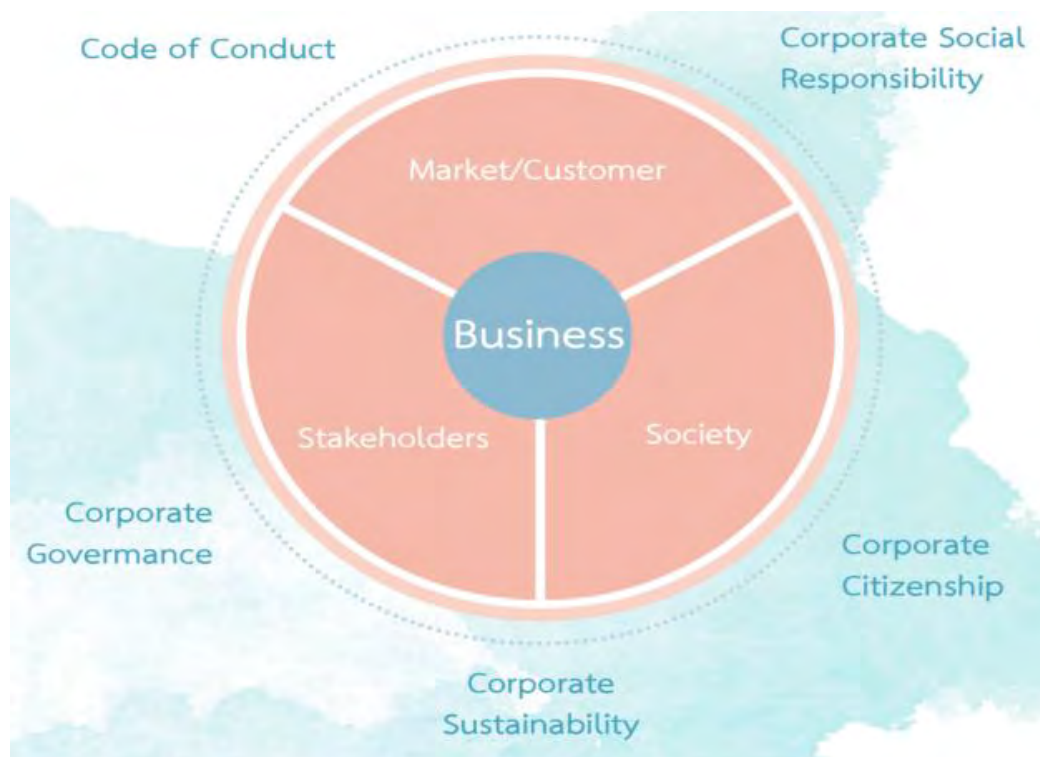 Code of Conduct
Corporate Social
Responsibility
Market/Customer
Business
Stakeholders
Society
Corporate
Govermance
Corporate
Citizenship
Corporate
Sustainability